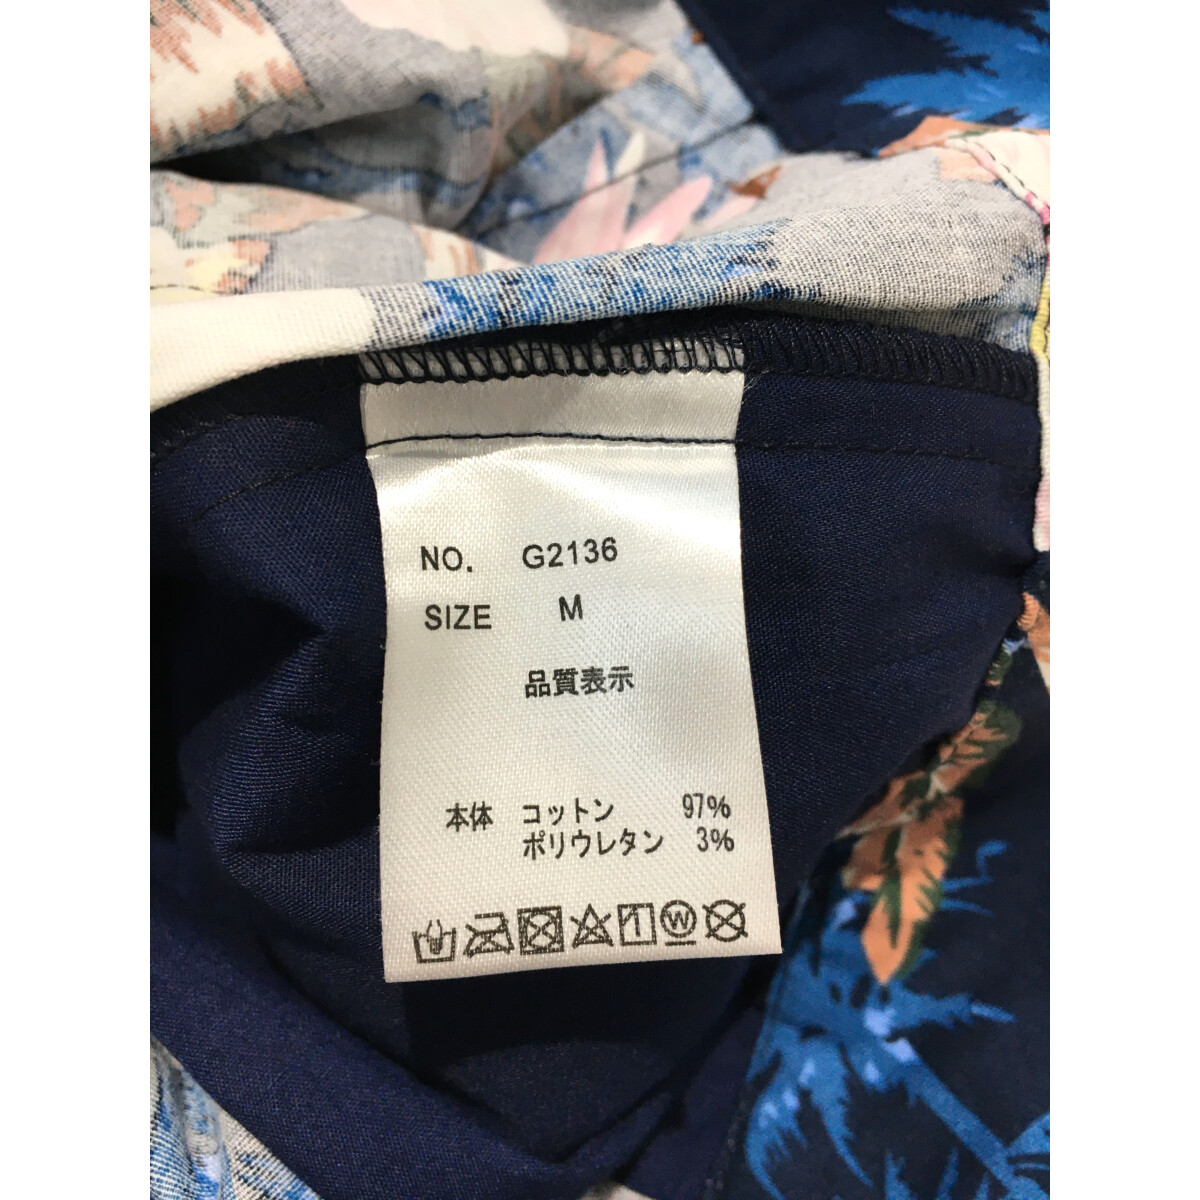 NO. G2136
SIZE M
品質表示
本体 コットン 97%
ポリウレタン 3%
W